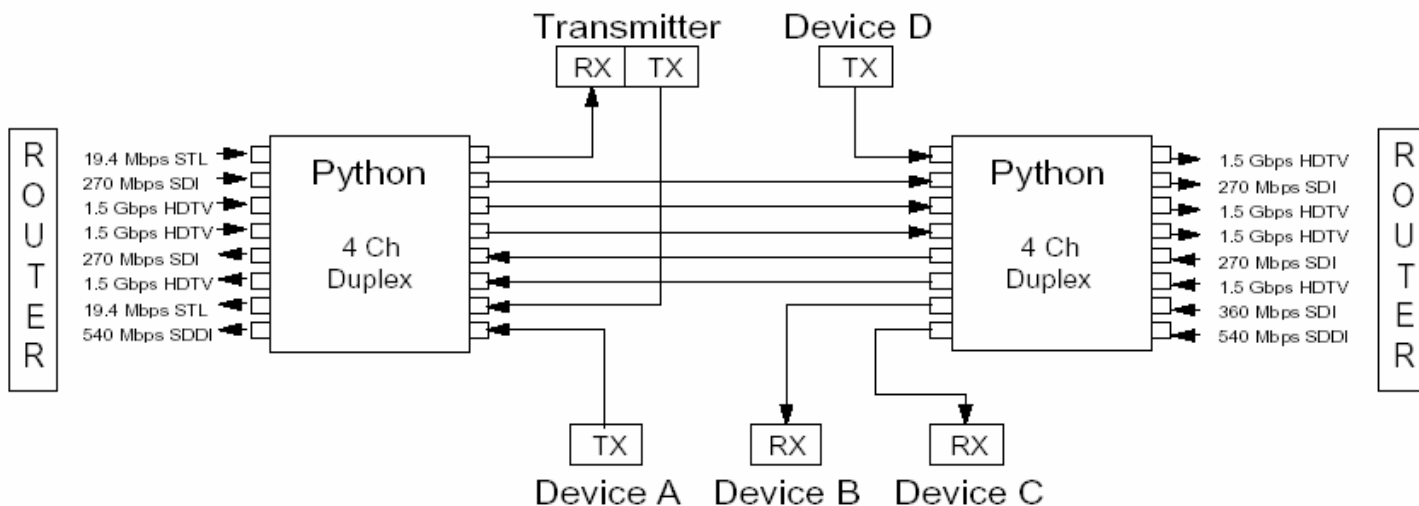 Transmitter
Device D
RX TX
TX
ROUTER
19.4 Mbps STL
270 Mbps SDI
1.5 Gbps HDTV
1.5 Gbps HDTV
270 Mbps SDI
1.5 Gbps HDTV
19.4 Mbps STL
540 Mbps SDDI
Python
4 Ch
Duplex
Python
4 Ch
Duplex
1.5 Gbps HDTV
270 Mbps SDI
1.5 Gbps HDTV
1.5 Gbps HDTV
270 Mbps SDI
1.5 Gbps HDTV
360 Mbps SDI
540 Mbps SDDI
ROUTER
TX
RX
RX
Device A
Device B
Device C